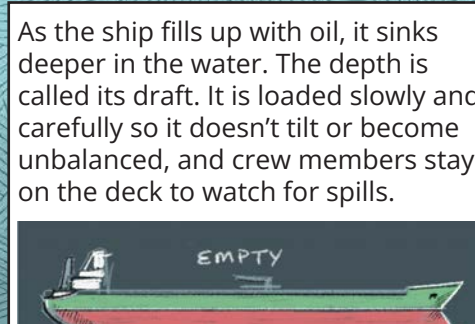 As the ship fills up with oil, it sinks
deeper in the water. The depth is
called its draft. It is loaded slowly and
carefully so it doesn’t tilt or become
unbalanced, and crew members stay
on the deck to watch for spills.
EMPTY